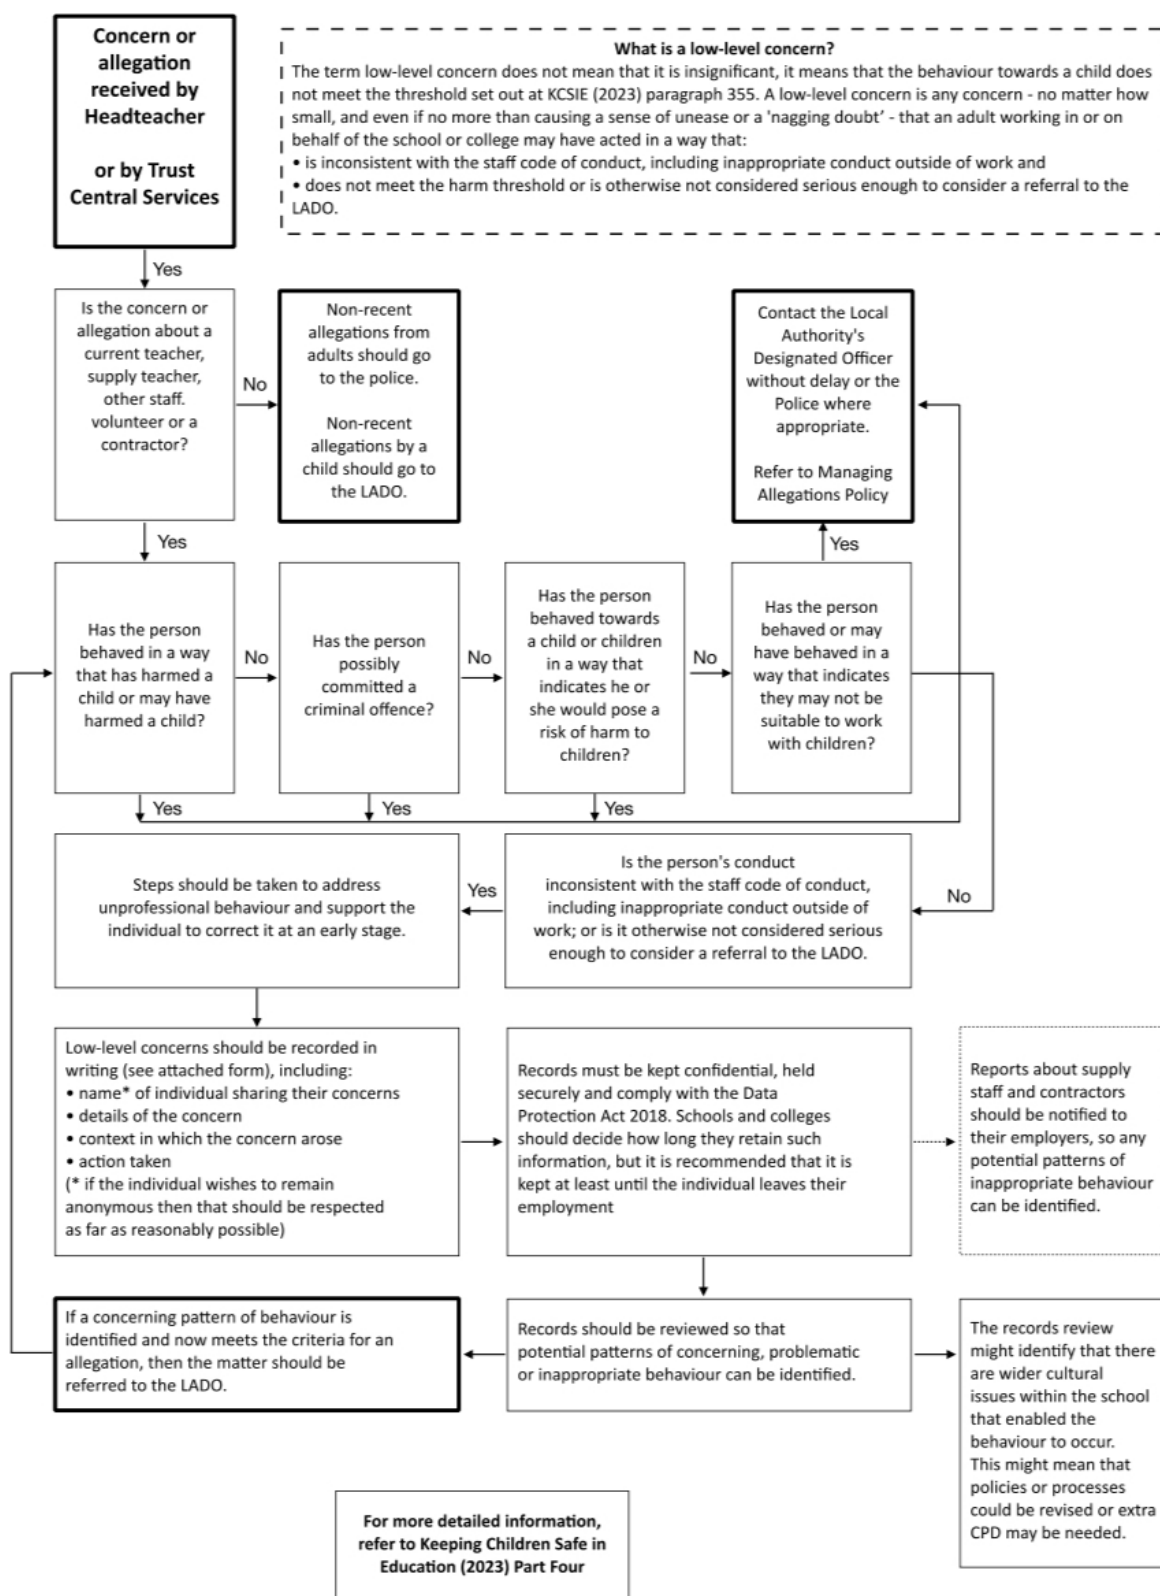 Concern or
allegation
received by
Headteacher
or by Trust
Central Services
What is a low-level concern?
The term low-level concern does not mean that it is insignificant, it means that the behaviour towards a child does
not meet the threshold set out at KCSIE (2023) paragraph 355. A low-level concern is any concern - no matter how
small, and even if no more than causing a sense of unease or a 'nagging doubt’ - that an adult working in or on
behalf of the school or college may have acted in a way that:
• is inconsistent with the staff code of conduct, including inappropriate conduct outside of work and
• does not meet the harm threshold or is otherwise not considered serious enough to consider a referral to the
LADO.
Yes
Is the concern or
allegation about a
current teacher,
supply teacher,
other staff.
volunteer or a
contractor?
No
Non-recent
allegations from
adults should go
to the police.
Non-recent
allegations by a
child should go to
the LADO.
Contact the Local
Authority's
Designated Officer
without delay or the
Police where
appropriate.
Refer to Managing
Allegations Policy
Yes
Yes
Has the person
behaved in a way
that has harmed a
child or may have
harmed a child?
No
Has the person
possibly
committed a
criminal offence?
No
Has the person
behaved towards
a child or children
in a way that
indicates he or
she would pose a
risk of harm to
children?
No
Has the person
behaved or may
have behaved in a
way that indicates
they may not be
suitable to work
with children?
Yes
Yes
Yes
Steps should be taken to address
unprofessional behaviour and support the
individual to correct it at an early stage.
Yes
Is the person's conduct
inconsistent with the staff code of conduct,
including inappropriate conduct outside of
work; or is it otherwise not considered serious
enough to consider a referral to the LADO.
No
Low-level concerns should be recorded in
writing (see attached form), including:
• name* of individual sharing their concerns
• details of the concern
• context in which the concern arose
• action taken
(* if the individual wishes to remain
anonymous then that should be respected
as far as reasonably possible)
Records must be kept confidential, held
securely and comply with the Data
Protection Act 2018. Schools and colleges
should decide how long they retain such
information, but it is recommended that it is
kept at least until the individual leaves their
employment
Reports about supply
staff and contractors
should be notified to
their employers, so any
potential patterns of
inappropriate behaviour
can be identified.
If a concerning pattern of behaviour is
identified and now meets the criteria for an
allegation, then the matter should be
referred to the LADO.
Records should be reviewed so that
potential patterns of concerning, problematic
or inappropriate behaviour can be identified.
The records review
might identify that there
are wider cultural
issues within the school
that enabled the
behaviour to occur.
This might mean that
policies or processes
could be revised or extra
CPD may be needed.
For more detailed information,
refer to Keeping Children Safe in
Education (2023) Part Four